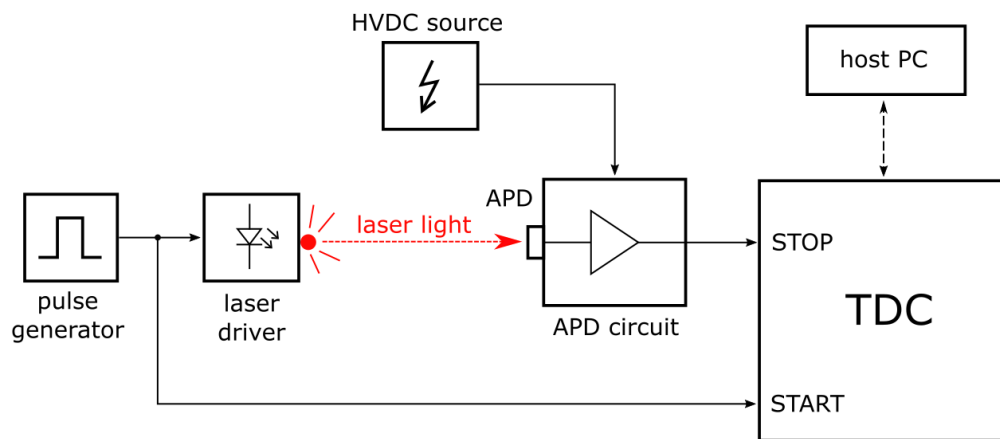 HVDC source
host PC
APD
laser light
STOP
pulse
generator
laser
driver
APD circuit
TDC
START